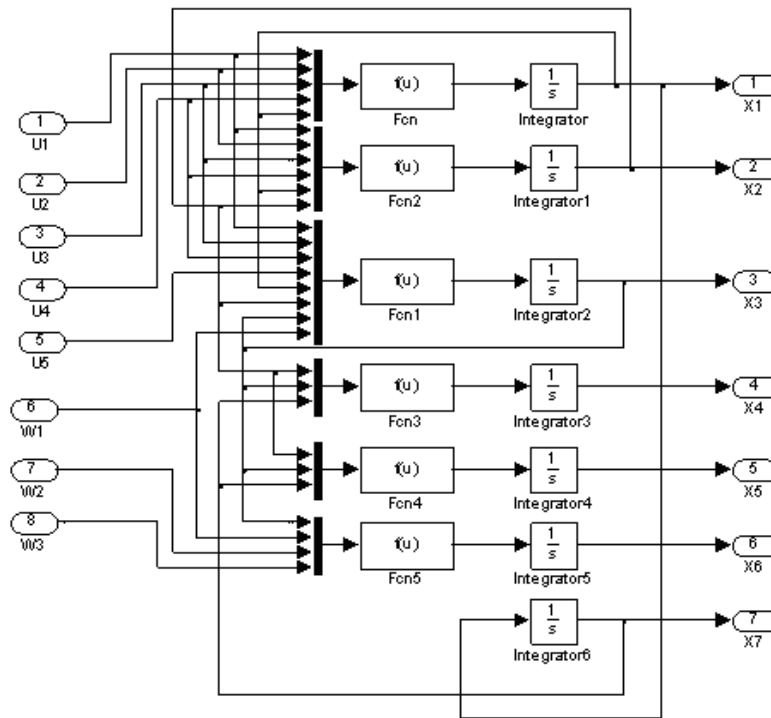 1
U1
2
U2
3
U3
4
U4
5
U5
6
W1
7
W2
8
W3
f(u)
Fcn
1
s
Integrator
1
X1
f(u)
Fcn2
1
s
Integrator1
2
X2
f(u)
Fcn1
1
s
Integrator2
3
X3
f(u)
Fcn3
1
s
Integrator3
4
X4
f(u)
Fcn4
1
s
Integrator4
5
X5
f(u)
Fcn5
1
s
Integrator5
6
X6
1
s
Integrator6
7
X7